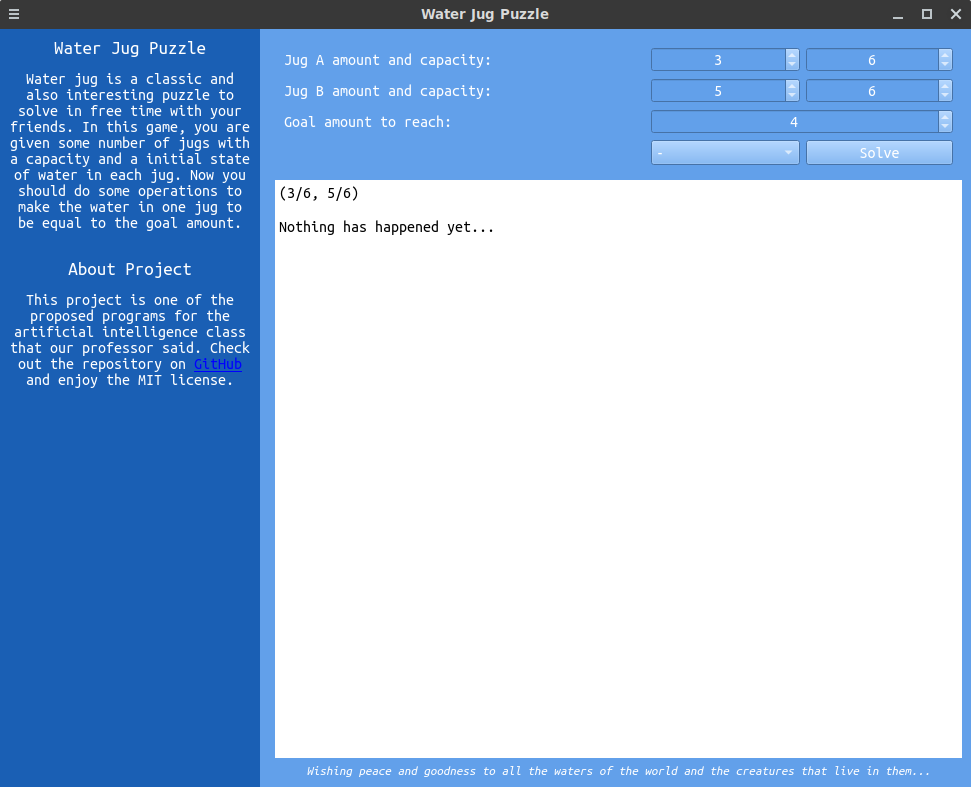 Water Jug Puzzle
Water Jug Puzzle
Water jug is a classic and
also interesting puzzle to
solve in free time with your
friends. In this game, you are
given some number of jugs with
a capacity and a initial state
of water in each jug. Now you
should do some operations to
make the water in one jug to
be equal to the goal amount.
About Project
This project is one of the
proposed programs for the
artificial intelligence class
that our professor said. Check
out the repository on GitHub
and enjoy the MIT license.
Jug A amount and capacity: 3 6
Jug B amount and capacity: 5 6
Goal amount to reach: 4
- Solve
(3/6, 5/6)
Nothing has happened yet...
Wishing peace and goodness to all the waters of the world and the creatures that live in them...